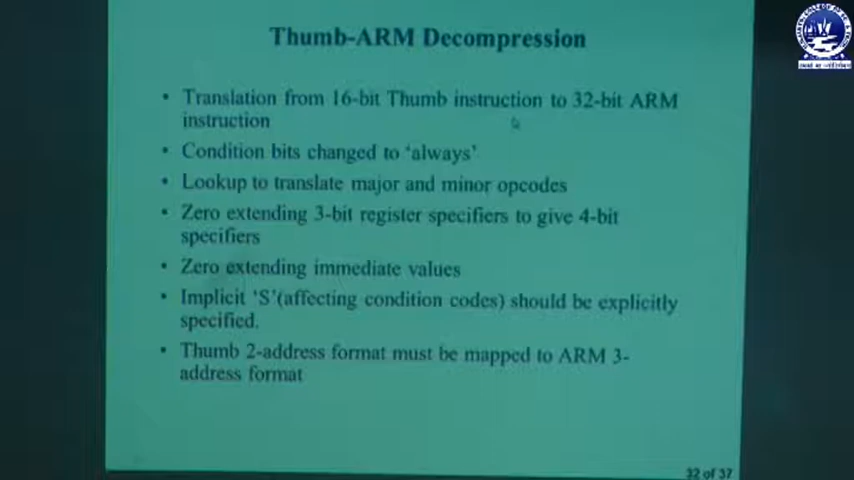 Thumb-ARM Decompression
• Translation from 16-bit Thumb instruction to 32-bit ARM
instruction
• Condition bits changed to 'always'
• Lookup to translate major and minor opcodes
• Zero extending 3-bit register specifiers to give 4-bit
specifiers
• Zero extending immediate values
• Implicit 'S'(affecting condition codes) should be explicitly
specified.
• Thumb 2-address format must be mapped to ARM 3-
address format
32 of 37